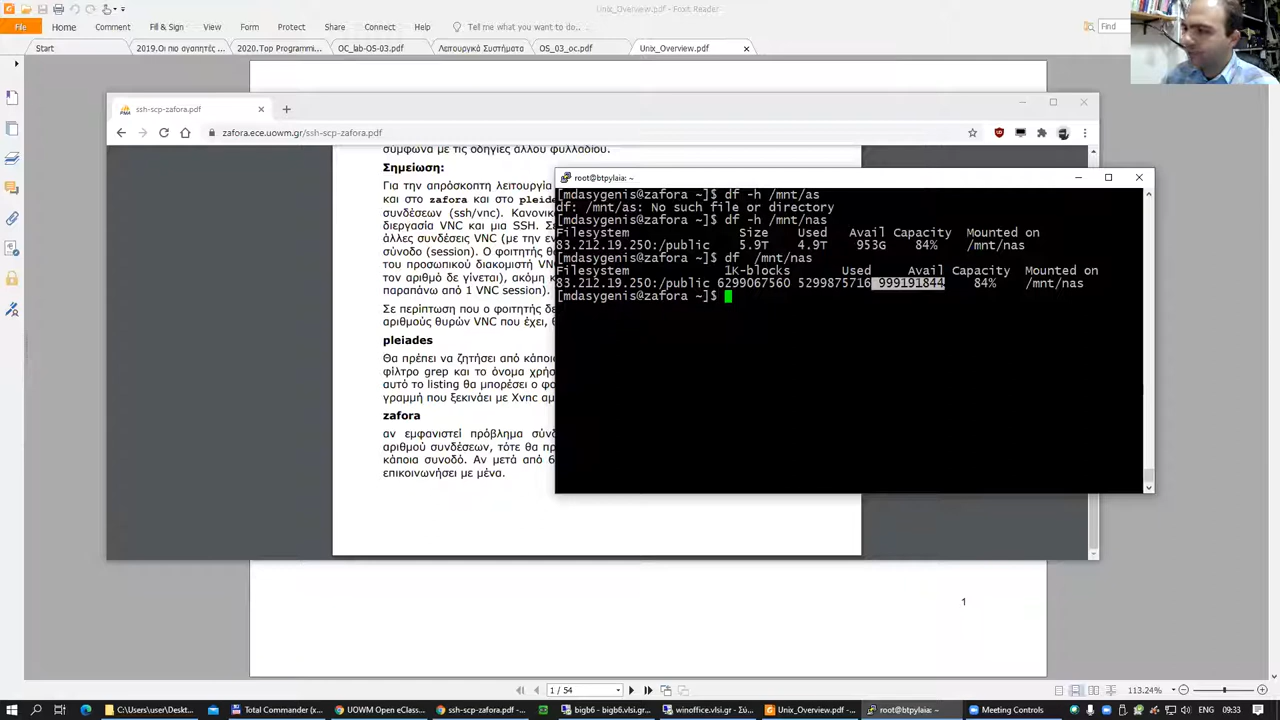 Unix_Overview.pdf - Foxit Reader
File Home Comment Fill & Sign Form Protect Share Connect Help Tell me what you want to do... Find
Start 2019.Οι πιο αγαπητές ... 2020.Top Programmi... OC_lab-O5-03.pdf Λειτουργικά Συστήματα OS_03_oc.pdf Unix_Overview.pdf
ssh-scp-zafora.pdf
zafora.ece.uowm.gr/ssh-scp-zafora.pdf
σύμφωνα με τις οδηγίες άλλου φυλλαδίου.
Σημείωση:
Για την απρόσκοπτη λειτουργία
και στο zafora και στο pleiade
συνδέσεων (ssh/vnc). Κανονικ
διεργασία VNC και μια SSH. Σ
άλλες συνδέσεις VNC (με την εν
σύνοδο (session). Ο φοιτητής θ
του προσωπικού διακομιστή VN
τον αριθμό δε γίνεται), ακόμη κ
παραπάνω από 1 VNC session).
Σε περίπτωση που ο φοιτητής δε
αριθμούς θυρών VNC που έχει, θ
pleiades
Θα πρέπει να ζητήσει από κάποι
φίλτρο grep και το όνομα χρήσ
αυτό το listing θα μπορέσει ο φο
γραμμή που ξεκινάει με Xvnc αμ
zafora
αν εμφανιστεί πρόβλημα σύνδ
αριθμού συνδέσεων, τότε θα πρ
κάποια συνοδό. Αν μετά από 6
επικοινωνήσει με μένα.
root@btpylaia: ~
[mdasygenis@zafora ~]$ df -h /mnt/as
df: /mnt/as: No such file or directory
[mdasygenis@zafora ~]$ df -h /mnt/nas
Filesystem Size Used Avail Capacity Mounted on
83.212.19.250:/public 5.9T 4.9T 953G 84% /mnt/nas
[mdasygenis@zafora ~]$ df /mnt/nas
Filesystem 1K-blocks Used Avail Capacity Mounted on
83.212.19.250:/public 6299067560 5299875716 999191844 84% /mnt/nas
[mdasygenis@zafora ~]$
1
1 / 54 113.24%
C:\Users\user\Deskt... Total Commander (... UOWM Open eClass... ssh-scp-zafora.pdf -... bigb6 - bigb6.vlsi.gr:... winoffice.vlsi.gr:5... Unix_Overview.pdf ... root@btpylaia: ~ Meeting Controls ENG 09:33